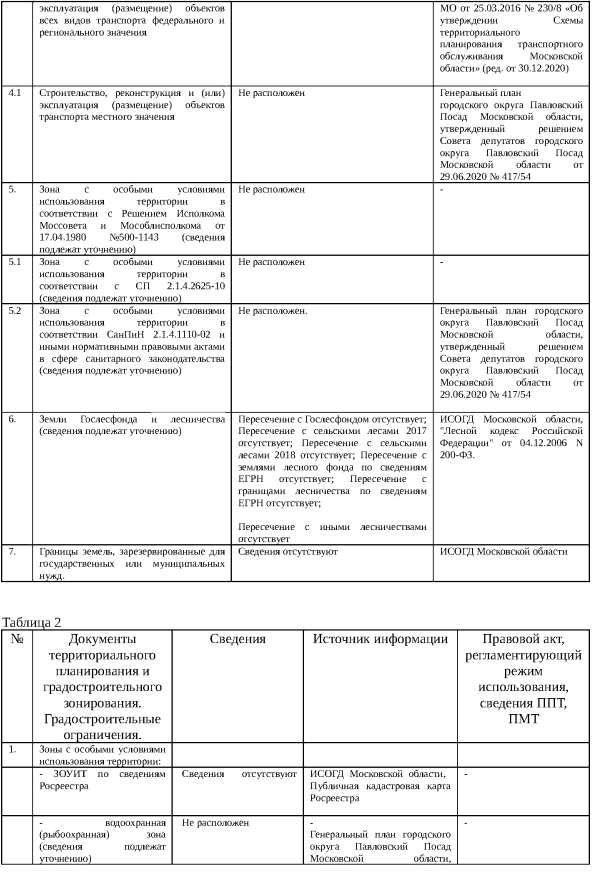 эксплуатация (размещение) объектов
всех видов транспорта федерального и
регионального значения
МО от 25.03.2016 № 230/8 «Об
утверждении Схемы
территориального
планирования транспортного
обслуживания Московской
области» (ред. от 30.12.2020)
4.1
Строительство, реконструкция и (или)
эксплуатация (размещение) объектов
транспорта местного значения
Не расположен
Генеральный план
городского округа Павловский
Посад Московской области,
утвержденный решением
Совета депутатов городского
округа Павловский Посад
Московской области от
29.06.2020 № 417/54
5.
Зона с особыми условиями
использования территории в
соответствии с Решением Исполкома
Моссовета и Мособлисполкома от
17.04.1980 №500-1143 (сведения
подлежат уточнению)
Не расположен
-
5.1
Зона с особыми условиями
использования территории в
соответствии с СП 2.1.4.2625-10
(сведения подлежат уточнению)
Не расположен
-
5.2
Зона с особыми условиями
использования территории в
соответствии СанПиН 2.1.4.1110-02 и
иными нормативными правовыми актами
в сфере санитарного законодательства
(сведения подлежат уточнению)
Не расположен.
Генеральный план городского
округа Павловский Посад
Московской области,
утвержденный решением
Совета депутатов городского
округа Павловский Посад
Московской области от
29.06.2020 № 417/54
6.
Земли Гослесфонда и лесничества
(сведения подлежат уточнению)
Пересечение с Гослесфондом отсутствует;
Пересечение с сельскими лесами 2017
отсутствует; Пересечение с сельскими
лесами 2018 отсутствует; Пересечение с
землями лесного фонда по сведениям
ЕГРН отсутствует; Пересечение с
границами лесничества по сведениям
ЕГРН отсутствует;
Пересечение с иными лесничествами
отсутствует
ИСОГД Московской области,
"Лесной кодекс Российской
Федерации" от 04.12.2006 N
200-ФЗ.
7.
Границы земель, зарезервированные для
государственных или муниципальных
нужд.
Сведения отсутствуют
ИСОГД Московской области
Таблица 2
№
Документы
территориального
планирования и
градостроительного
зонирования.
Градостроительные
ограничения.
Сведения
Источник информации
Правовой акт,
регламентирующий
режим
использования,
сведения ППТ,
ПМТ
1.
Зоны с особыми условиями
использования территории:
- ЗОУИТ по сведениям
Росреестра
Сведения отсутствуют
ИСОГД Московской области,
Публичная кадастровая карта
Росреестра
-
- водоохранная
(рыбоохранная) зона
(сведения подлежат
уточнению)
Не расположен
-
Генеральный план городского
округа Павловский Посад
Московской области,
-